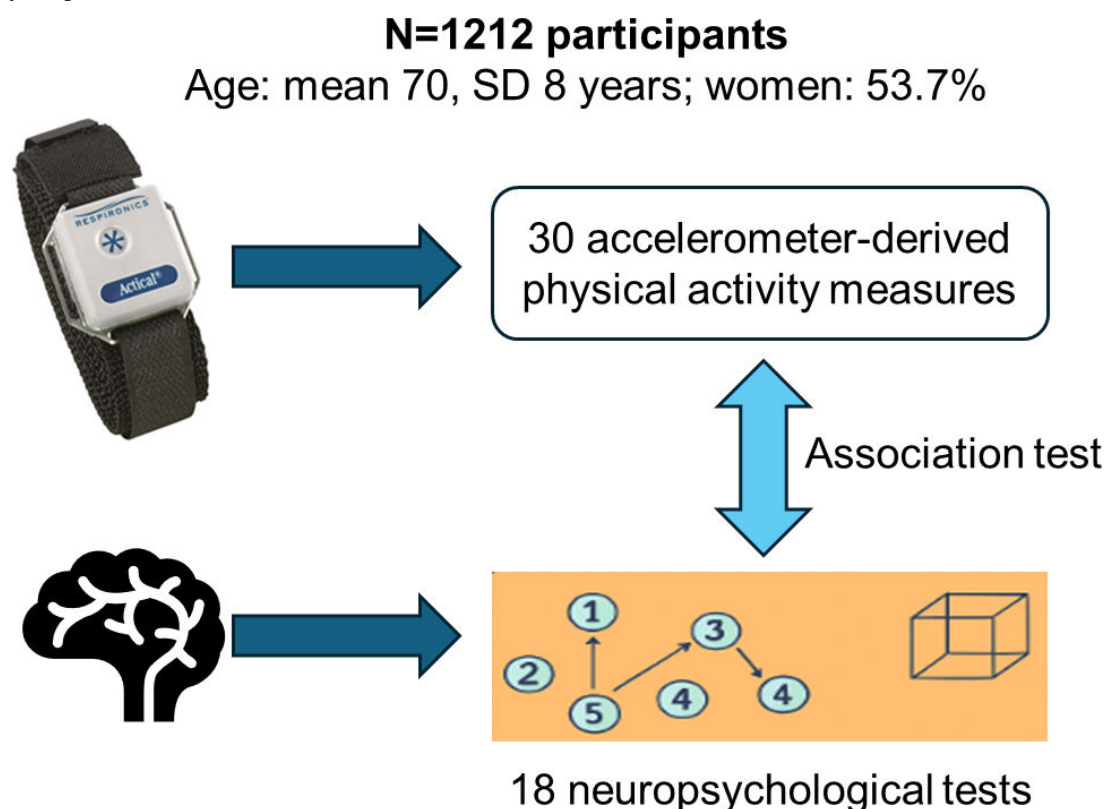 N=1212 participants
Age: mean 70, SD 8 years; women: 53.7%
RESPIRONICS
Actical®
30 accelerometer-derived
physical activity measures
Association test
1
3
2
5
4
4
18 neuropsychological tests